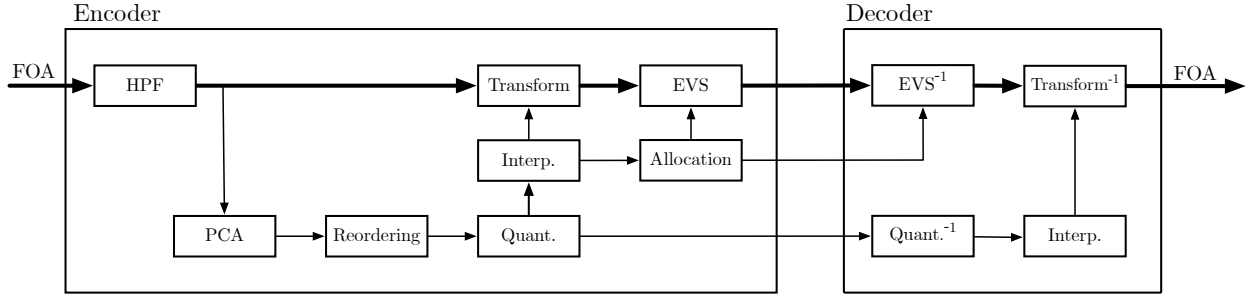 Encoder
Decoder
FOA
HPF
Transform
EVS
EVS⁻¹
Transform⁻¹
FOA
Interp.
Allocation
PCA
Reordering
Quant.
Quant.⁻¹
Interp.